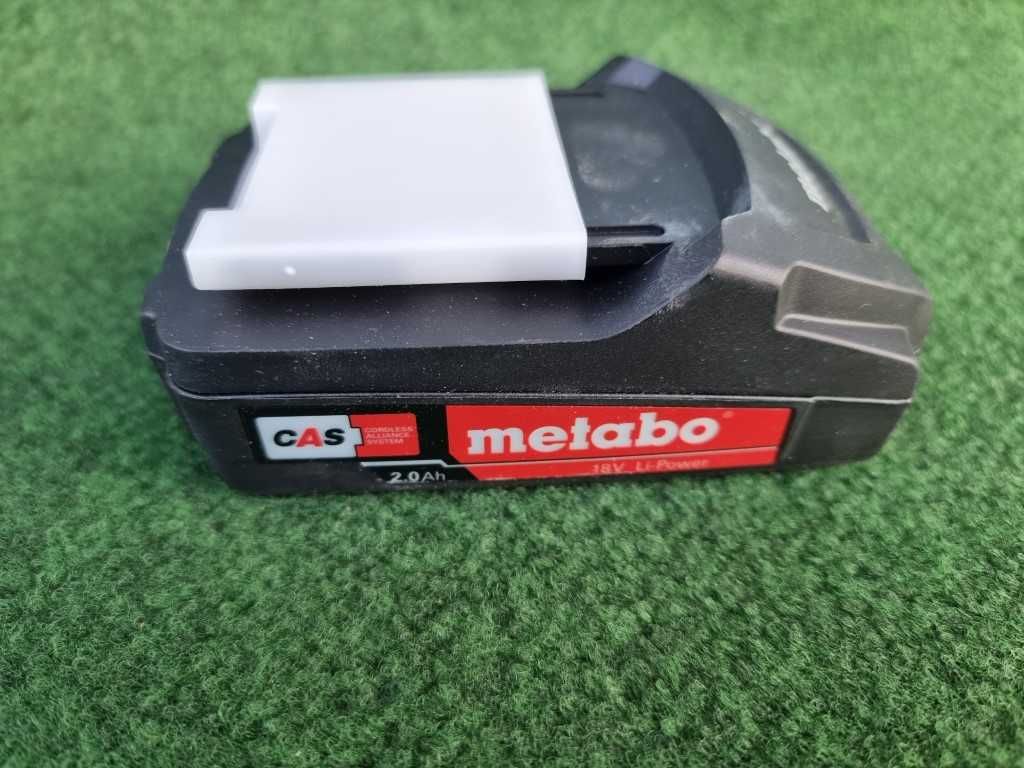 CAS
CORDLESS
ALLIANCE
SYSTEM
metabo®
2.0 Ah
18V Li-Power